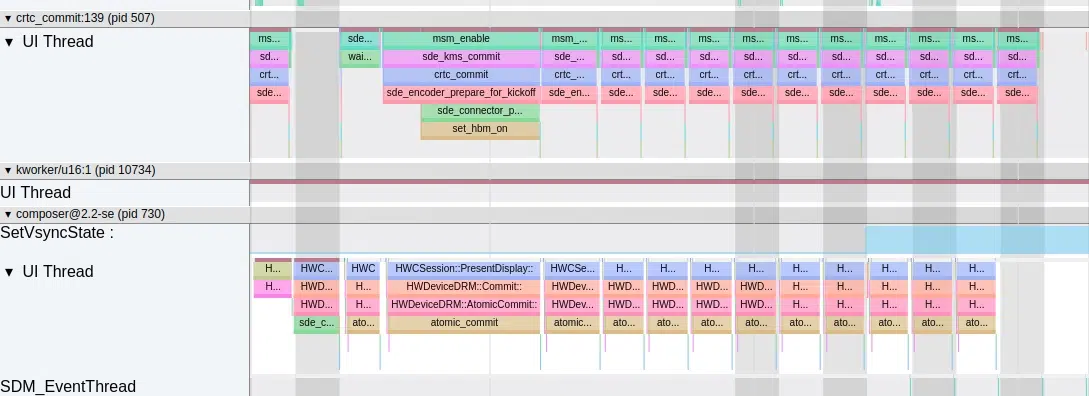 ▼ crtc_commit:139 (pid 507)
▼ UI Thread
ms... sde... msm_enable msm_... ms... ms... ms... ms... ms... ms... ms... ms... ms... ms...
sd... wai... sde_kms_commit sde_... sd... sd... sd... sd... sd... sd... sd... sd... sd... sd...
crt... crtc_commit crtc_... crt... crt... crt... crt... crt... crt... crt... crt... crt... crt...
sde... sde_encoder_prepare_for_kickoff sde_en... sde... sde... sde... sde... sde... sde... sde... sde... sde... sde...
sde_connector_p...
set_hbm_on
▼ kworker/u16:1 (pid 10734)
UI Thread
▼ composer@2.2-se (pid 730)
SetVsyncState :
▼ UI Thread
H... HWC... HWC HWCSession::PresentDisplay:: HWCSe... H... H... H... H... H... H... H... H... H...
H... HWD... H... HWDeviceDRM::Commit:: HWDev... HWD... HWD... HWD... HWD... H... H... H... H... H...
HWD... H... HWDeviceDRM::AtomicCommit:: HWDev... HWD... HWD... HWD... HWD... H... H... H... H... H...
sde_c... ato... atomic_commit atomic... ato... ato... ato... ato... ato... ato... ato... ato... ato...
SDM_EventThread